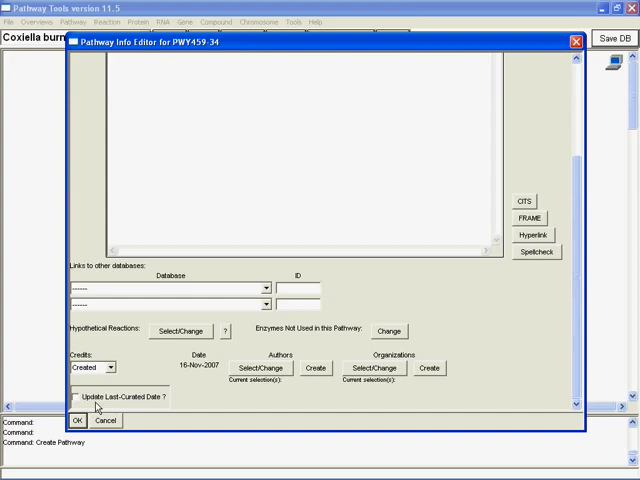 Pathway Tools version 11.5
File Overviews Pathway Reaction Protein RNA Gene Compound Chromosome Tools Help
Coxiella burn
Save DB
Pathway Info Editor for PWY459-34
CITS
FRAME
Hyperlink
Spellcheck
Links to other databases:
Database ID
------
------
Hypothetical Reactions: Select/Change ? Enzymes Not Used in this Pathway: Change
Credits: Date Authors Organizations
Created 16-Nov-2007 Select/Change Create Select/Change Create
Current selection(s): Current selection(s):
Update Last-Curated Date ?
OK Cancel
Command:
Command:
Command: Create Pathway